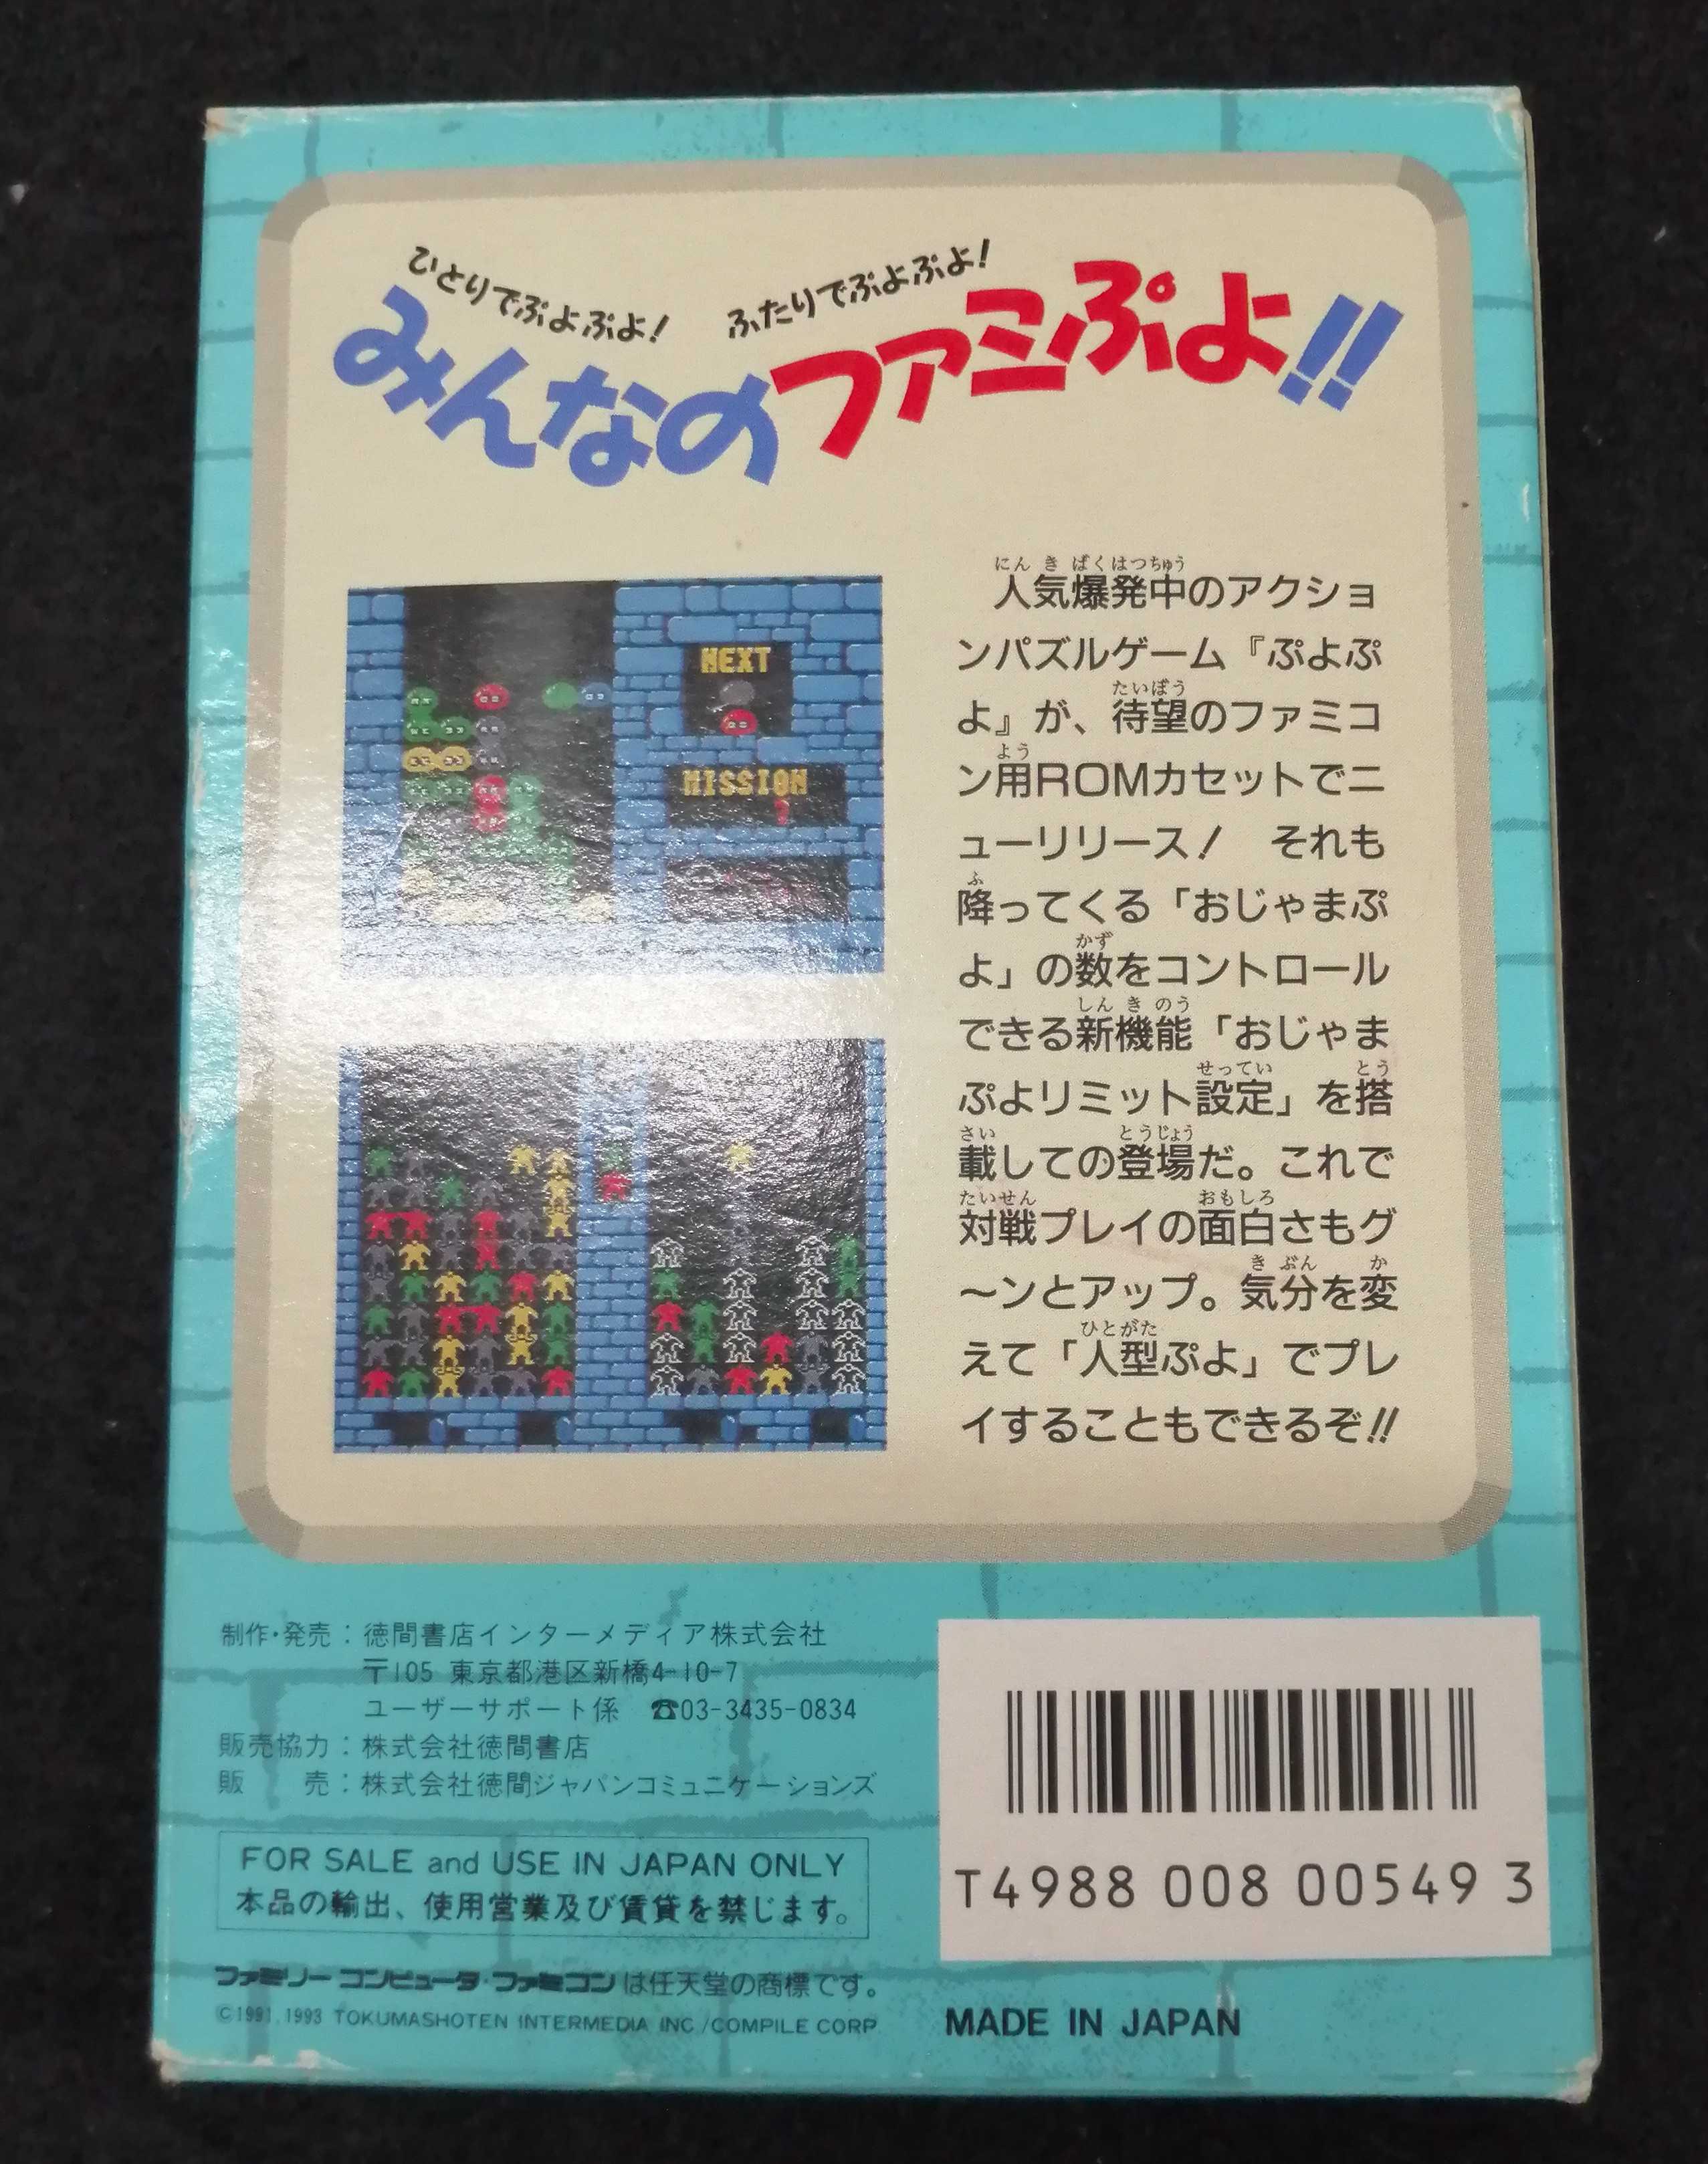 ひとりでぷよぷよ!
ふたりでぷよぷよ!
みんなのファミぷよ!!
NEXT
MISSION
人気爆発中のアクショ
ンパズルゲーム『ぷよぷ
よ』が、待望のファミコ
ン用ROMカセットでニ
ューリリース! それも
降ってくる「おじゃまぷ
よ」の数をコントロール
できる新機能「おじゃま
ぷよリミット設定」を搭
載しての登場だ。これで
対戦プレイの面白さもグ
〜ンとアップ。気分を変
えて「人型ぷよ」でプレ
イすることもできるぞ!!
制作・発売:徳間書店インターメディア株式会社
〒105 東京都港区新橋4-10-7
ユーザーサポート係 ☎03-3435-0834
販売協力:株式会社徳間書店
販 売:株式会社徳間ジャパンコミュニケーションズ
FOR SALE and USE IN JAPAN ONLY
本品の輸出、使用営業及び賃貸を禁じます。
ファミリーコンピュータ・ファミコンは任天堂の商標です。
©1991, 1993 TOKUMASHOTEN INTERMEDIA INC /COMPILE CORP
T4988 008 00549 3
MADE IN JAPAN